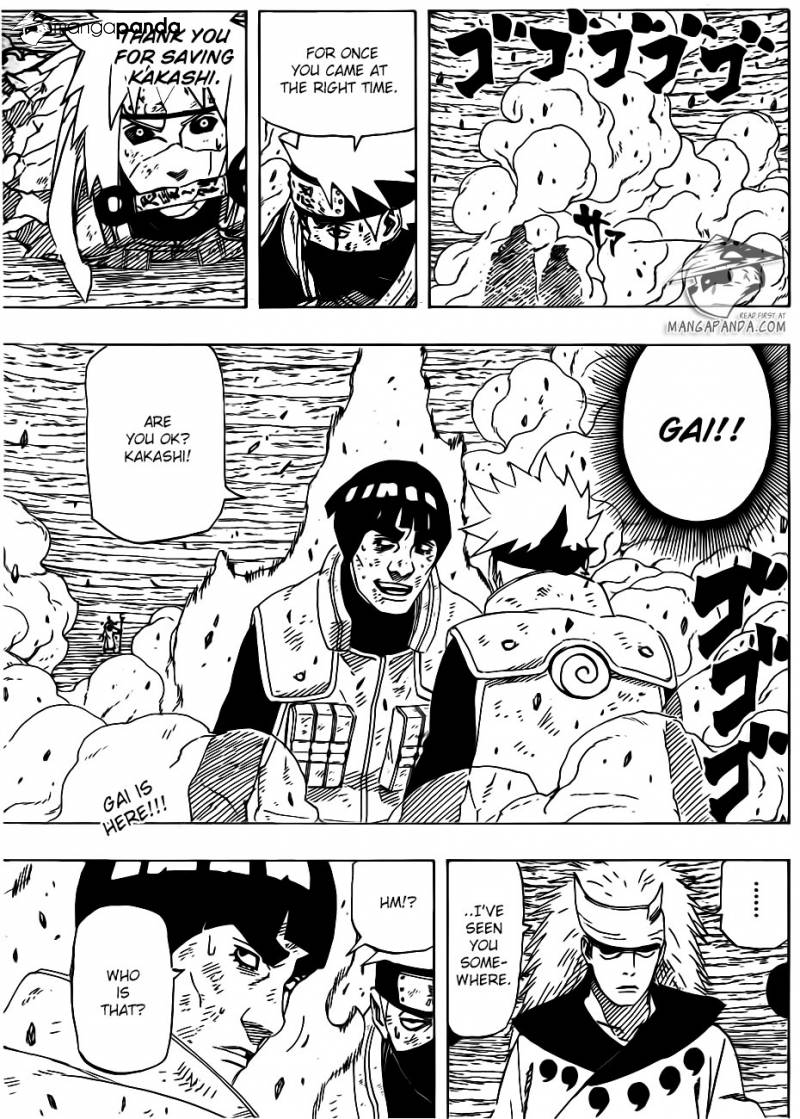 ゴゴゴゴゴ
サァ
READ FIRST AT
MANGAPANDA.COM
FOR ONCE
YOU CAME AT
THE RIGHT TIME.
mangapanda
THANK YOU
FOR SAVING
KAKASHI.
GAI!!
ゴゴゴ
ARE
YOU OK?
KAKASHI!
GAI IS
HERE!!!
........
..I'VE
SEEN
YOU
SOME-
WHERE.
HM!?
WHO
IS
THAT?